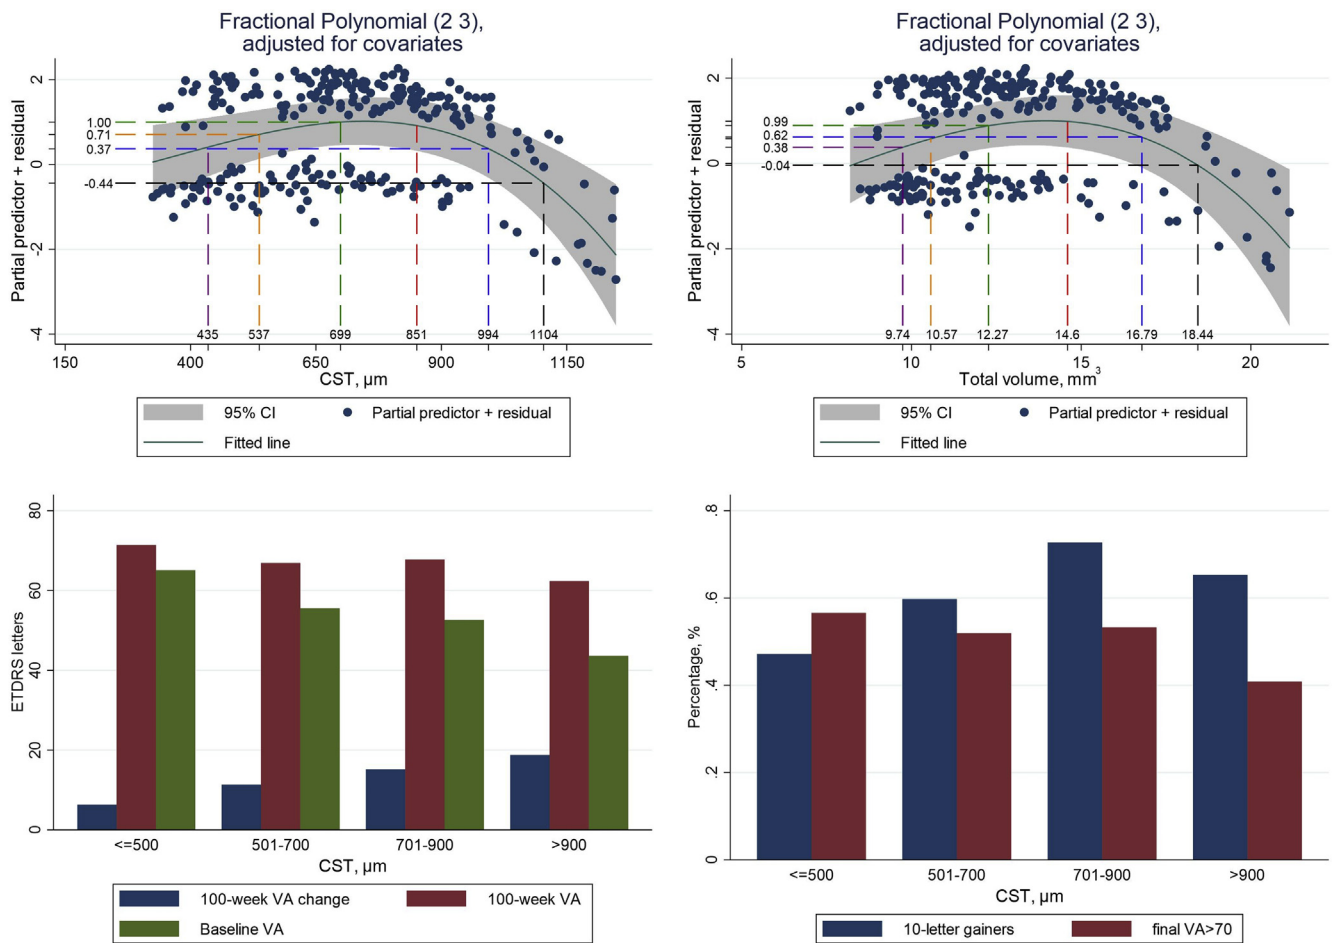 Fractional Polynomial (2 3),
adjusted for covariates
Partial predictor + residual
2
1.00
0.71
0.37
0
-0.44
-2
-4
435
537
699
851
994
1104
150
400
650
900
1150
CST, µm
95% CI
Partial predictor + residual
Fitted line
Fractional Polynomial (2 3),
adjusted for covariates
Partial predictor + residual
2
0.99
0.62
0.38
0
-0.04
-2
-4
9.74
10.57
12.27
14.6
16.79
18.44
5
10
15
20
Total volume, mm³
95% CI
Partial predictor + residual
Fitted line
ETDRS letters
80
60
40
20
0
<=500
501-700
701-900
>900
CST, µm
100-week VA change
100-week VA
Baseline VA
Percentage, %
.8
.6
.4
.2
0
<=500
501-700
701-900
>900
CST, µm
10-letter gainers
final VA>70